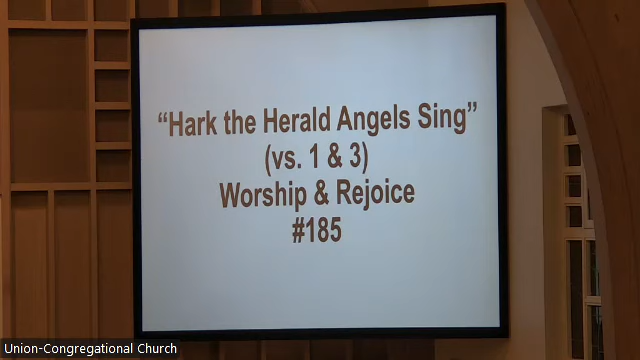 “Hark the Herald Angels Sing”
(vs. 1 & 3)
Worship & Rejoice
#185
Union-Congregational Church